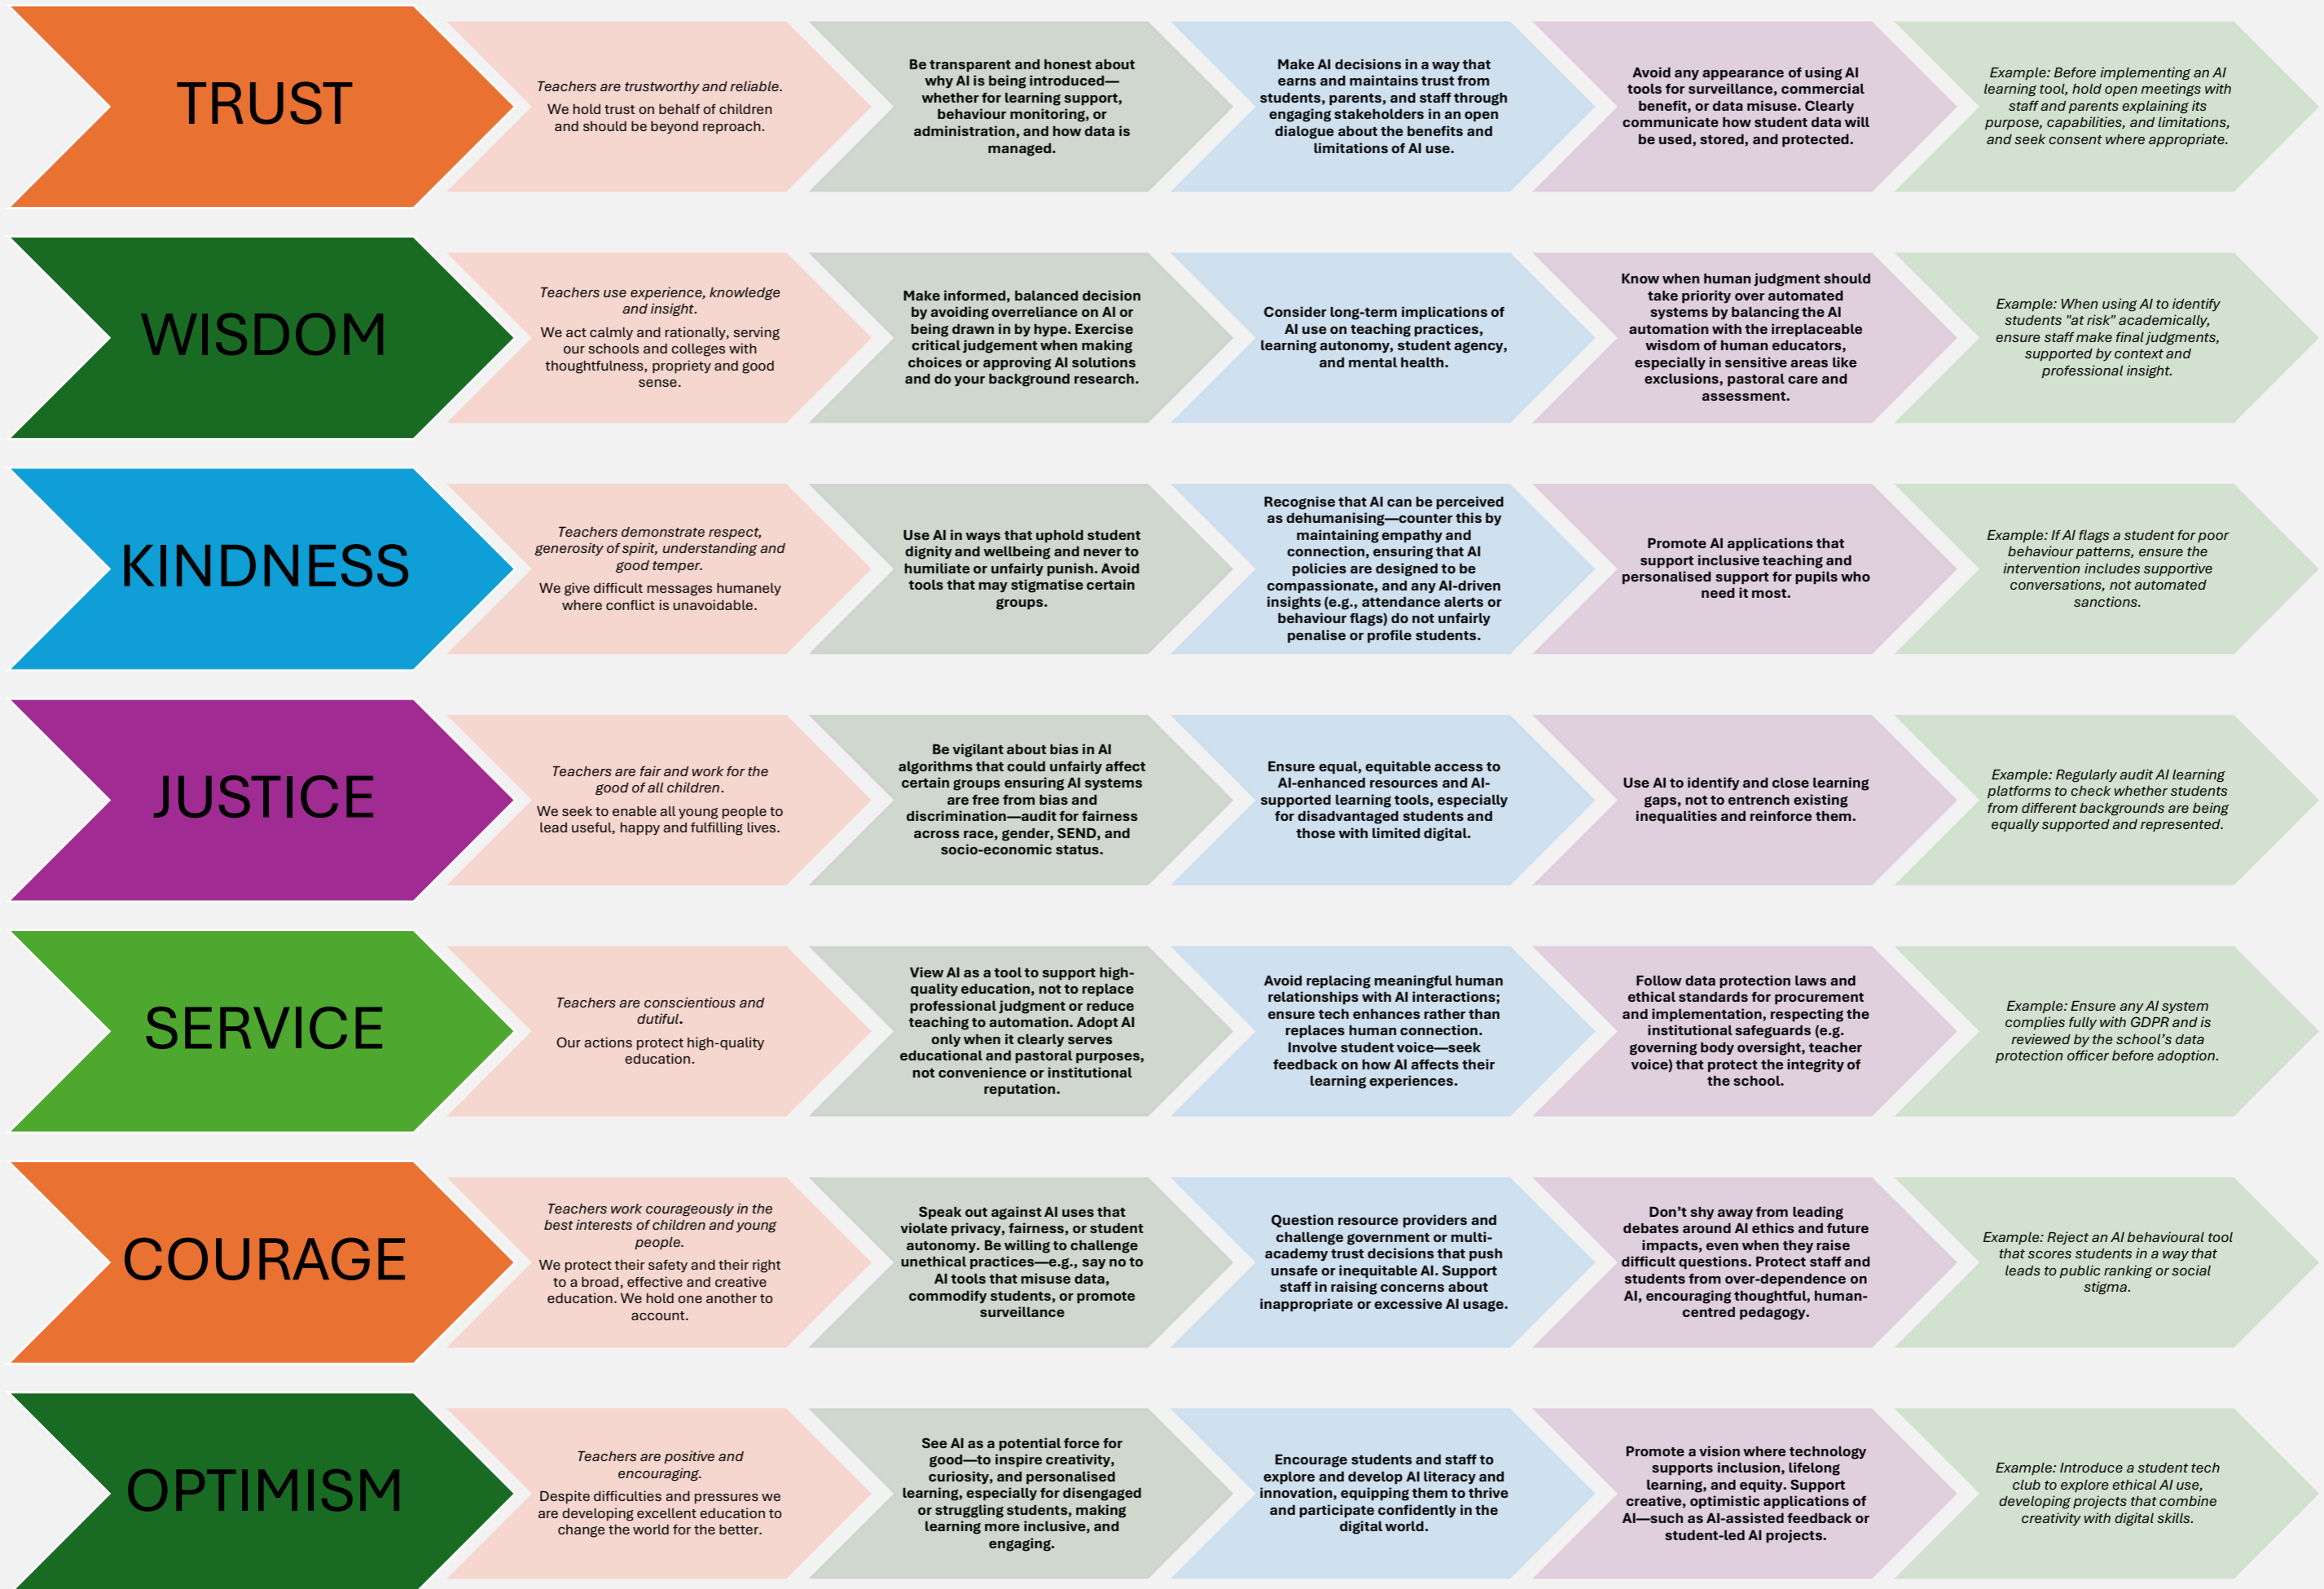 TRUST
Teachers are trustworthy and reliable.
We hold trust on behalf of children
and should be beyond reproach.
Be transparent and honest about
why AI is being introduced—
whether for learning support,
behaviour monitoring, or
administration, and how data is
managed.
Make AI decisions in a way that
earns and maintains trust from
students, parents, and staff through
engaging stakeholders in an open
dialogue about the benefits and
limitations of AI use.
Avoid any appearance of using AI
tools for surveillance, commercial
benefit, or data misuse. Clearly
communicate how student data will
be used, stored, and protected.
Example: Before implementing an AI
learning tool, hold open meetings with
staff and parents explaining its
purpose, capabilities, and limitations,
and seek consent where appropriate.
WISDOM
Teachers use experience, knowledge
and insight.
We act calmly and rationally, serving
our schools and colleges with
thoughtfulness, propriety and good
sense.
Make informed, balanced decision
by avoiding overreliance on AI or
being drawn in by hype. Exercise
critical judgement when making
choices or approving AI solutions
and do your background research.
Consider long-term implications of
AI use on teaching practices,
learning autonomy, student agency,
and mental health.
Know when human judgment should
take priority over automated
systems by balancing the AI
automation with the irreplaceable
wisdom of human educators,
especially in sensitive areas like
exclusions, pastoral care and
assessment.
Example: When using AI to identify
students "at risk" academically,
ensure staff make final judgments,
supported by context and
professional insight.
KINDNESS
Teachers demonstrate respect,
generosity of spirit, understanding and
good temper.
We give difficult messages humanely
where conflict is unavoidable.
Use AI in ways that uphold student
dignity and wellbeing and never to
humiliate or unfairly punish. Avoid
tools that may stigmatise certain
groups.
Recognise that AI can be perceived
as dehumanising—counter this by
maintaining empathy and
connection, ensuring that AI
policies are designed to be
compassionate, and any AI-driven
insights (e.g., attendance alerts or
behaviour flags) do not unfairly
penalise or profile students.
Promote AI applications that
support inclusive teaching and
personalised support for pupils who
need it most.
Example: If AI flags a student for poor
behaviour patterns, ensure the
intervention includes supportive
conversations, not automated
sanctions.
JUSTICE
Teachers are fair and work for the
good of all children.
We seek to enable all young people to
lead useful, happy and fulfilling lives.
Be vigilant about bias in AI
algorithms that could unfairly affect
certain groups ensuring AI systems
are free from bias and
discrimination—audit for fairness
across race, gender, SEND, and
socio-economic status.
Ensure equal, equitable access to
AI-enhanced resources and AI-
supported learning tools, especially
for disadvantaged students and
those with limited digital.
Use AI to identify and close learning
gaps, not to entrench existing
inequalities and reinforce them.
Example: Regularly audit AI learning
platforms to check whether students
from different backgrounds are being
equally supported and represented.
SERVICE
Teachers are conscientious and
dutiful.
Our actions protect high-quality
education.
View AI as a tool to support high-
quality education, not to replace
professional judgment or reduce
teaching to automation. Adopt AI
only when it clearly serves
educational and pastoral purposes,
not convenience or institutional
reputation.
Avoid replacing meaningful human
relationships with AI interactions;
ensure tech enhances rather than
replaces human connection.
Involve student voice—seek
feedback on how AI affects their
learning experiences.
Follow data protection laws and
ethical standards for procurement
and implementation, respecting the
institutional safeguards (e.g.
governing body oversight, teacher
voice) that protect the integrity of
the school.
Example: Ensure any AI system
complies fully with GDPR and is
reviewed by the school’s data
protection officer before adoption.
COURAGE
Teachers work courageously in the
best interests of children and young
people.
We protect their safety and their right
to a broad, effective and creative
education. We hold one another to
account.
Speak out against AI uses that
violate privacy, fairness, or student
autonomy. Be willing to challenge
unethical practices—e.g., say no to
AI tools that misuse data,
commodify students, or promote
surveillance
Question resource providers and
challenge government or multi-
academy trust decisions that push
unsafe or inequitable AI. Support
staff in raising concerns about
inappropriate or excessive AI usage.
Don’t shy away from leading
debates around AI ethics and future
impacts, even when they raise
difficult questions. Protect staff and
students from over-dependence on
AI, encouraging thoughtful, human-
centred pedagogy.
Example: Reject an AI behavioural tool
that scores students in a way that
leads to public ranking or social
stigma.
OPTIMISM
Teachers are positive and
encouraging.
Despite difficulties and pressures we
are developing excellent education to
change the world for the better.
See AI as a potential force for
good—to inspire creativity,
curiosity, and personalised
learning, especially for disengaged
or struggling students, making
learning more inclusive, and
engaging.
Encourage students and staff to
explore and develop AI literacy and
innovation, equipping them to thrive
and participate confidently in the
digital world.
Promote a vision where technology
supports inclusion, lifelong
learning, and equity. Support
creative, optimistic applications of
AI—such as AI-assisted feedback or
student-led AI projects.
Example: Introduce a student tech
club to explore ethical AI use,
developing projects that combine
creativity with digital skills.